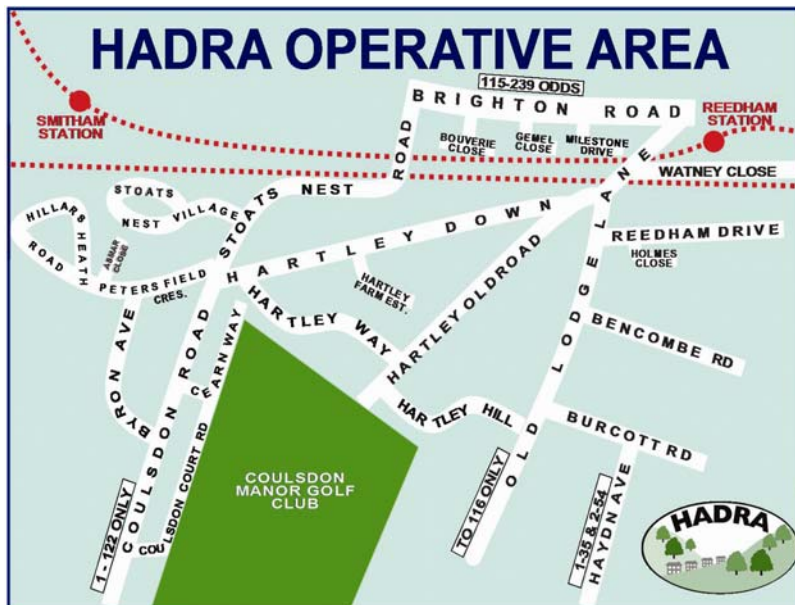 HADRA OPERATIVE AREA
115-239 ODDS
BRIGHTON ROAD
SMITHAM
STATION
REEDHAM
STATION
BOUVERIE
CLOSE
GEMEL
CLOSE
MILESTONE
DRIVE
WATNEY CLOSE
STOATS NEST ROAD
STOATS
NEST VILLAGE
HILLARS HEATH
ROAD
ASMAR
CLOSE
PETERSFIELD
CRES.
HARTLEY DOWN
REEDHAM DRIVE
HOLMES
CLOSE
HARTLEY
FARM EST.
HARTLEY WAY
HARTLEY OLDROAD
OLD LODGE LANE
BENCOMBE RD
BYRON AVE
COULSDON ROAD
CEARNWAY
HARTLEY HILL
BURCOTT RD
COULSDON COURT RD
COULSDON
MANOR GOLF
CLUB
1 - 122 ONLY
TO 116 ONLY
1-35 & 2-54
HAYDN AVE
HADRA